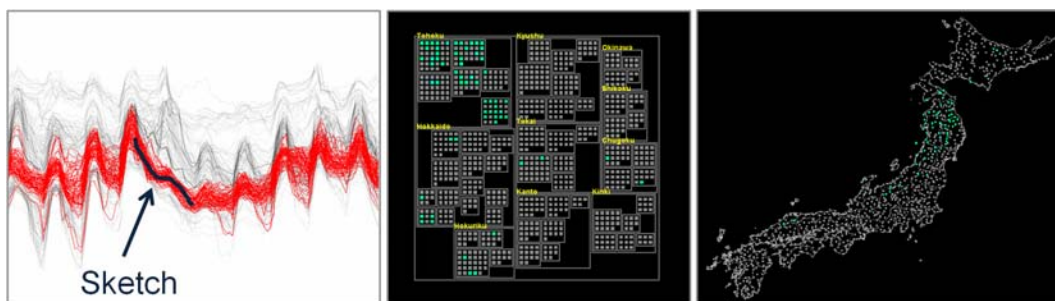 Sketch
Tohoku
Kyushu
Okinawa
Shikoku
Hokkaido
Tokai
Chugoku
Kanto
Kinki
Hokuriku